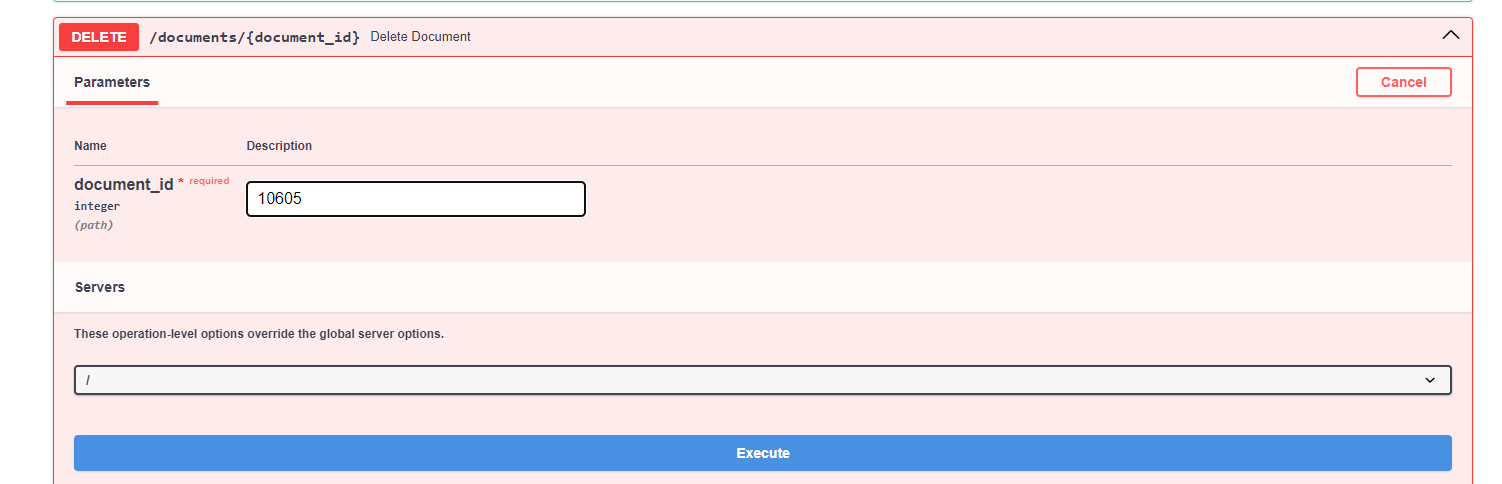 DELETE /documents/{document_id} Delete Document
Parameters Cancel
Name Description
document_id * required 10605
integer
(path)
Servers
These operation-level options override the global server options.
/
Execute